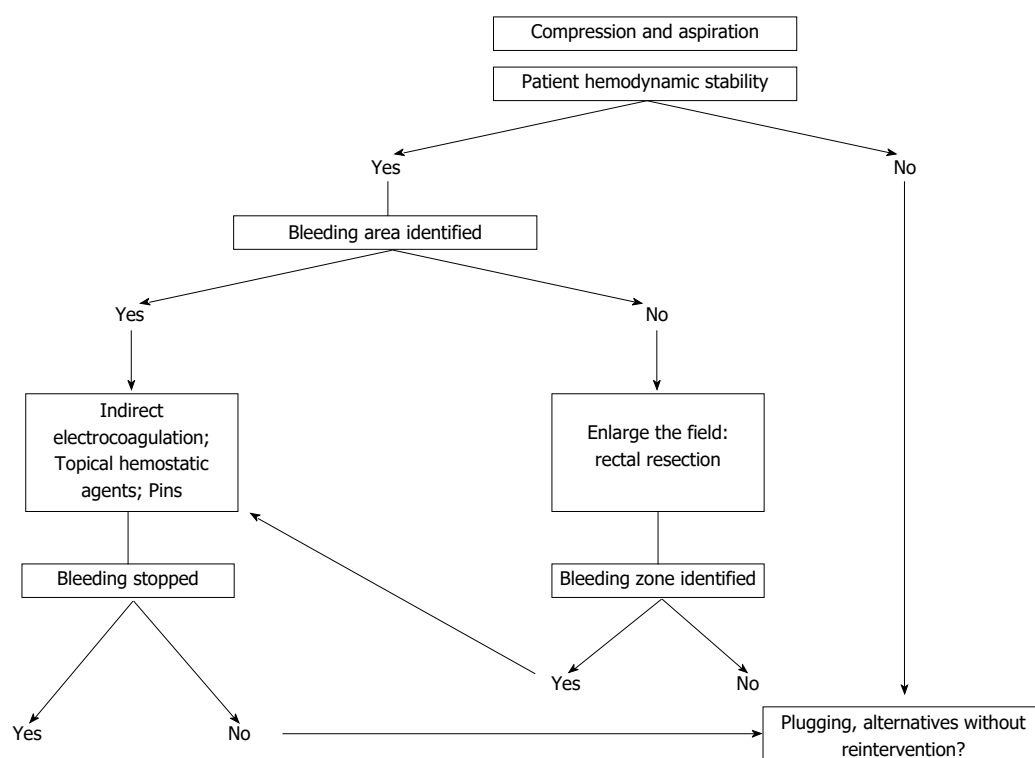 Compression and aspiration
Patient hemodynamic stability
Yes
No
Bleeding area identified
Yes
No
Indirect
electrocoagulation;
Topical hemostatic
agents; Pins
Enlarge the field:
rectal resection
Bleeding stopped
Bleeding zone identified
Yes
No
Yes
No
Plugging, alternatives without
reintervention?